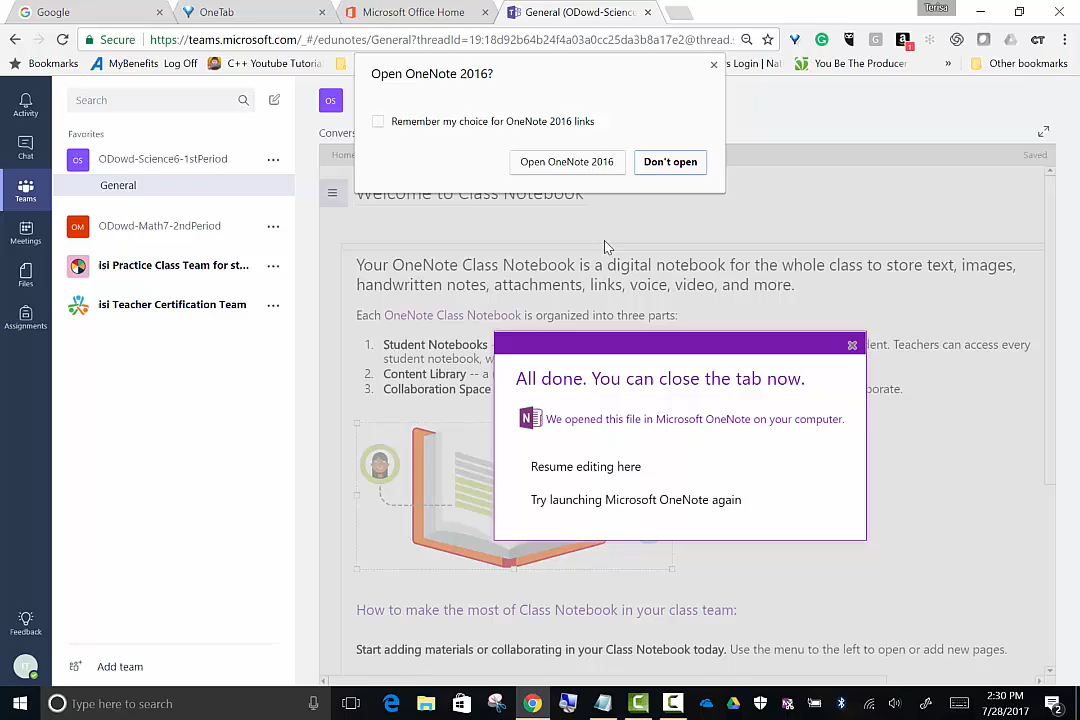 Google
OneTab
Microsoft Office Home
General (ODowd-Science
Terisa
Secure
https://teams.microsoft.com/_#/edunotes/General?threadId=19:18d92b64b24f4a03a0cc25da3b8a17e2@thread.s
Bookmarks
MyBenefits Log Off
C++ Youtube Tutorial
s Login | Nat
You Be The Producer
»
Other bookmarks
Open OneNote 2016?
Remember my choice for OneNote 2016 links
Open OneNote 2016
Don't open
Activity
Chat
Teams
Meetings
Files
Assignments
Feedback
IT
Search
Favorites
OS
ODowd-Science6-1stPeriod
General
OM
ODowd-Math7-2ndPeriod
isi Practice Class Team for st...
isi Teacher Certification Team
Add team
OS
Convers
Home
Saved
Welcome to Class Notebook
Your OneNote Class Notebook is a digital notebook for the whole class to store text, images,
handwritten notes, attachments, links, voice, video, and more.
Each OneNote Class Notebook is organized into three parts:
1. Student Notebooks - dent. Teachers can access every
student notebook, w
2. Content Library -- a
3. Collaboration Space borate.
All done. You can close the tab now.
We opened this file in Microsoft OneNote on your computer.
Resume editing here
Try launching Microsoft OneNote again
How to make the most of Class Notebook in your class team:
Start adding materials or collaborating in your Class Notebook today. Use the menu to the left to open or add new pages.
Type here to search
2:30 PM
7/28/2017
2